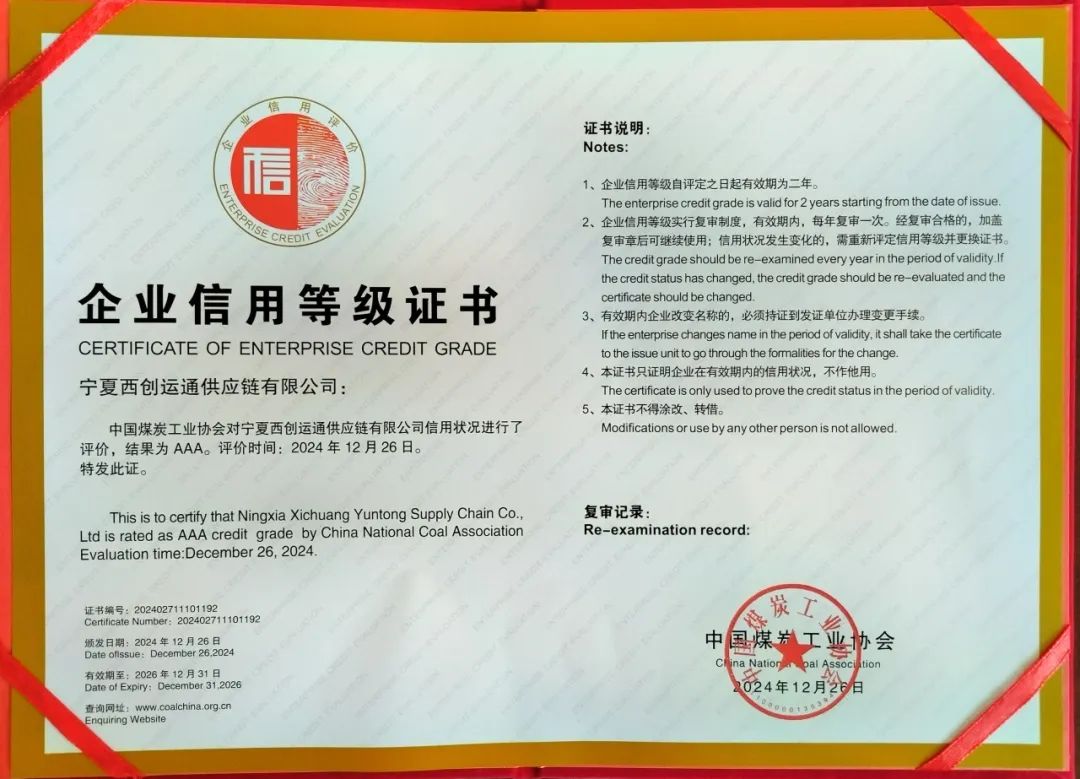 企业信用评价
信
ENTERPRISE CREDIT EVALUATION
企业信用等级证书
CERTIFICATE OF ENTERPRISE CREDIT GRADE
宁夏西创运通供应链有限公司：
中国煤炭工业协会对宁夏西创运通供应链有限公司信用状况进行了
评价，结果为 AAA。评价时间：2024 年 12 月 26 日。
特发此证。
This is to certify that Ningxia Xichuang Yuntong Supply Chain Co.,
Ltd is rated as AAA credit grade by China National Coal Association
Evaluation time:December 26, 2024.
证书编号：202402711101192
Certificate Number：202402711101192
颁发日期：2024 年 12 月 26 日
Date ofIssue：December 26,2024
有效期至：2026 年 12 月 31 日
Date of Expiry：December 31,2026
查询网址：www.coalchina.org.cn
Enquiring Website
证书说明：
Notes:
1、企业信用等级自评定之日起有效期为二年。
The enterprise credit grade is valid for 2 years starting from the date of issue.
2、企业信用等级实行复审制度，有效期内，每年复审一次。经复审合格的，加盖
复审章后可继续使用；信用状况发生变化的，需重新评定信用等级并更换证书。
The credit grade should be re-examined every year in the period of validity.If
the credit status has changed, the credit grade should be re-evaluated and the
certificate should be changed.
3、有效期内企业改变名称的，必须持证到发证单位办理变更手续。
If the enterprise changes name in the period of validity, it shall take the certificate
to the issue unit to go through the formalities for the change.
4、本证书只证明企业在有效期内的信用状况，不作他用。
The certificate is only used to prove the credit status in the period of validity.
5、本证书不得涂改、转借。
Modifications or use by any other person is not allowed.
复审记录：
Re-examination record:
中国煤炭工业协会
China National Coal Association
2024年12月26日
中国煤炭工业协会